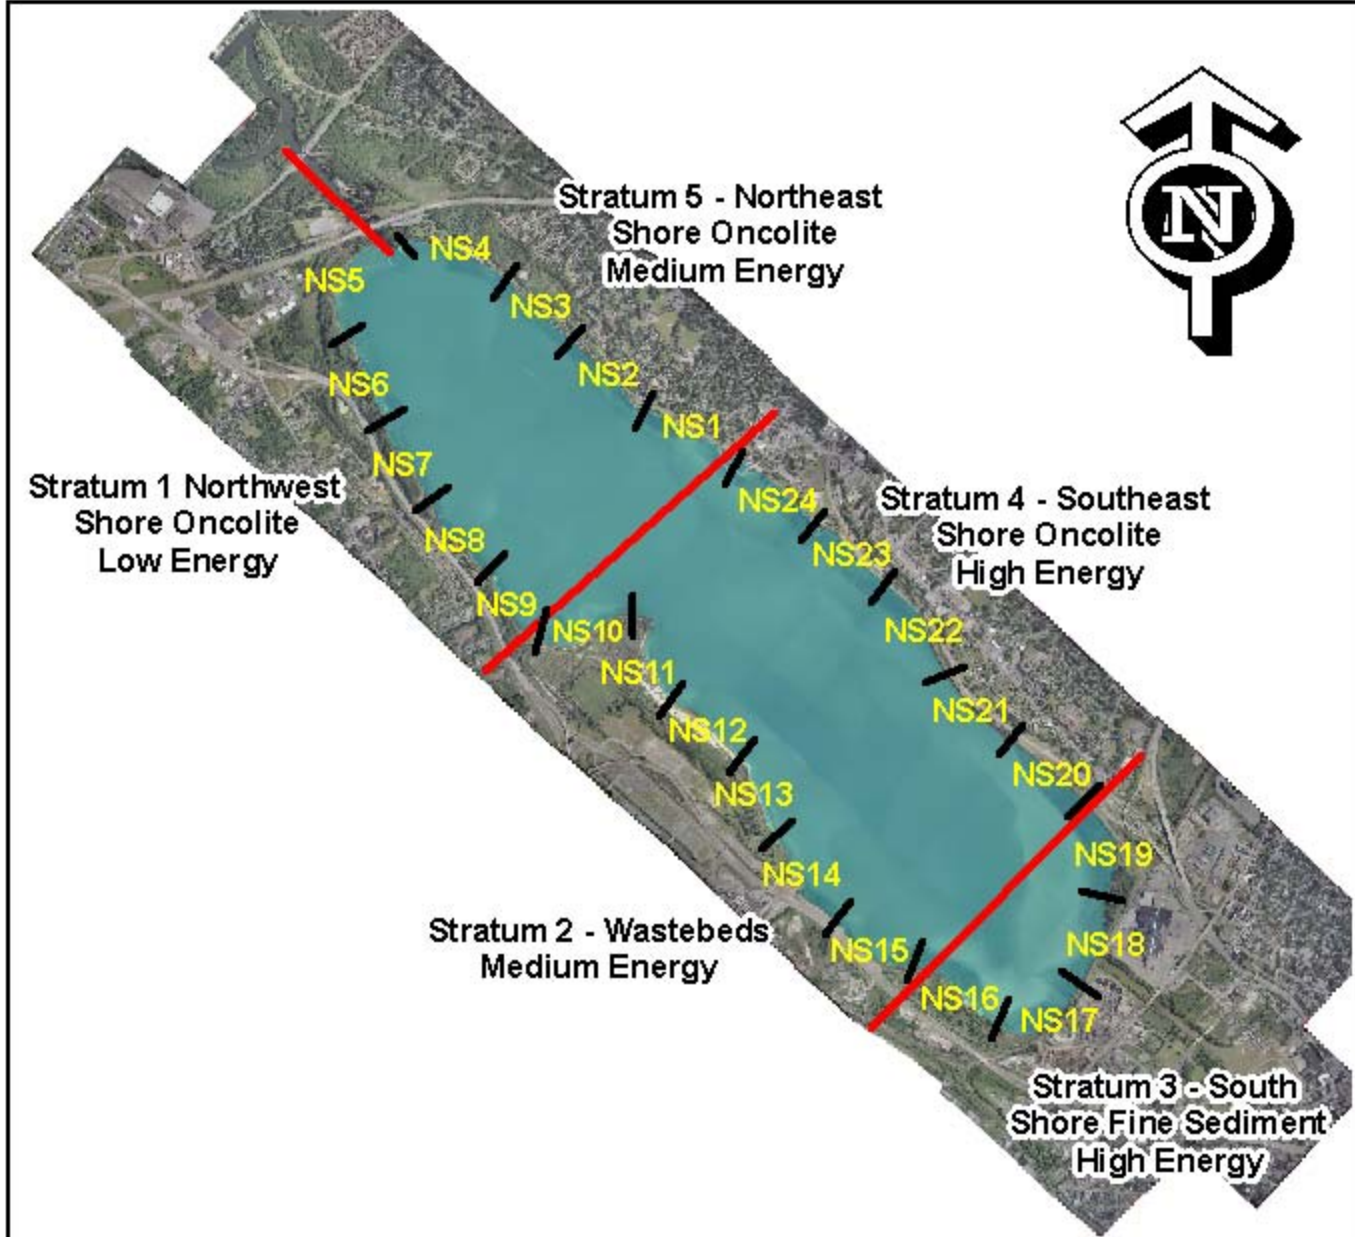 Stratum 5 - Northeast
Shore Oncolite
Medium Energy
N
NS4
NS5
NS3
NS2
NS6
NS1
Stratum 1 Northwest
Shore Oncolite
Low Energy
NS7
NS24
Stratum 4 - Southeast
Shore Oncolite
High Energy
NS8
NS23
NS9
NS10
NS22
NS11
NS21
NS12
NS20
NS13
NS19
NS14
Stratum 2 - Wastebeds
Medium Energy
NS15
NS18
NS16
NS17
Stratum 3 - South
Shore Fine Sediment
High Energy